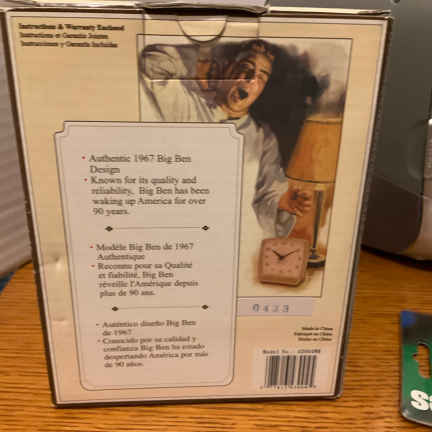 Instructions & Warranty Enclosed
Instructions et Garantie Jointes
Instrucciones y Garantía Incluidas
• Authentic 1967 Big Ben
Design
• Known for its quality and
reliability, Big Ben has been
waking up America for over
90 years.
• Modèle Big Ben de 1967
Authentique
• Reconnu pour sa Qualité
et fiabilité, Big Ben
réveille l'Amérique depuis
plus de 90 ans.
• Auténtico diseño Big Ben
de 1967
• Conocido por su calidad y
confianza Big Ben ha estado
despertando América por más
de 90 años.
0423
Made in China
Fabriqué en Chine
Hecho en China
Model No.: